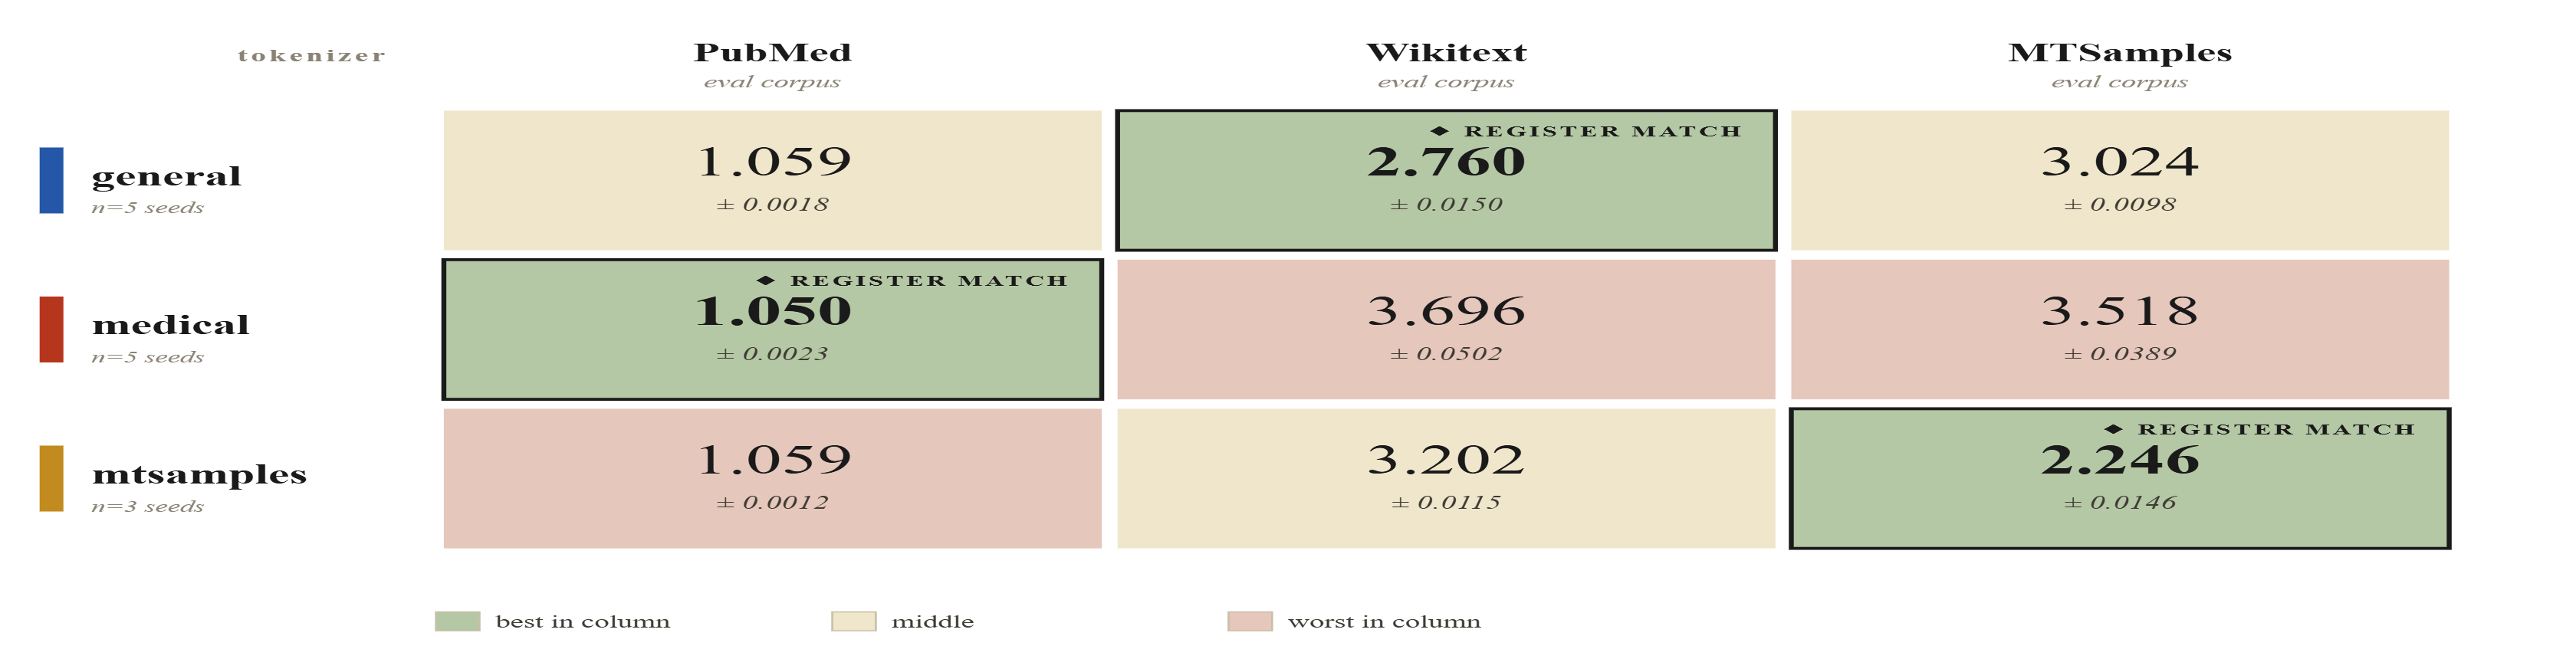 tokenizer
PubMed
eval corpus
Wikitext
eval corpus
MTSamples
eval corpus
general
n=5 seeds
1.059
± 0.0018
◆ REGISTER MATCH
2.760
± 0.0150
3.024
± 0.0098
medical
n=5 seeds
◆ REGISTER MATCH
1.050
± 0.0023
3.696
± 0.0502
3.518
± 0.0389
mtsamples
n=3 seeds
1.059
± 0.0012
3.202
± 0.0115
◆ REGISTER MATCH
2.246
± 0.0146
best in column
middle
worst in column